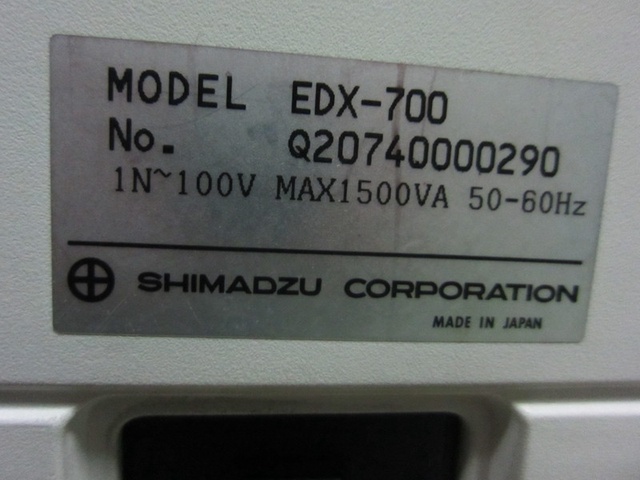 MODEL EDX-700
No. Q20740000290
1N~100V MAX1500VA 50-60Hz
SHIMADZU CORPORATION
MADE IN JAPAN